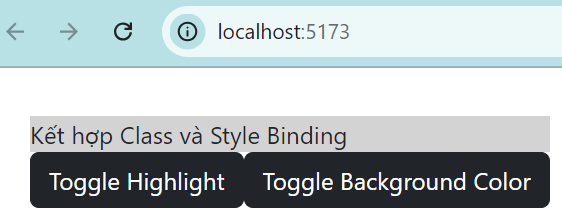 localhost:5173
Kết hợp Class và Style Binding
Toggle Highlight Toggle Background Color